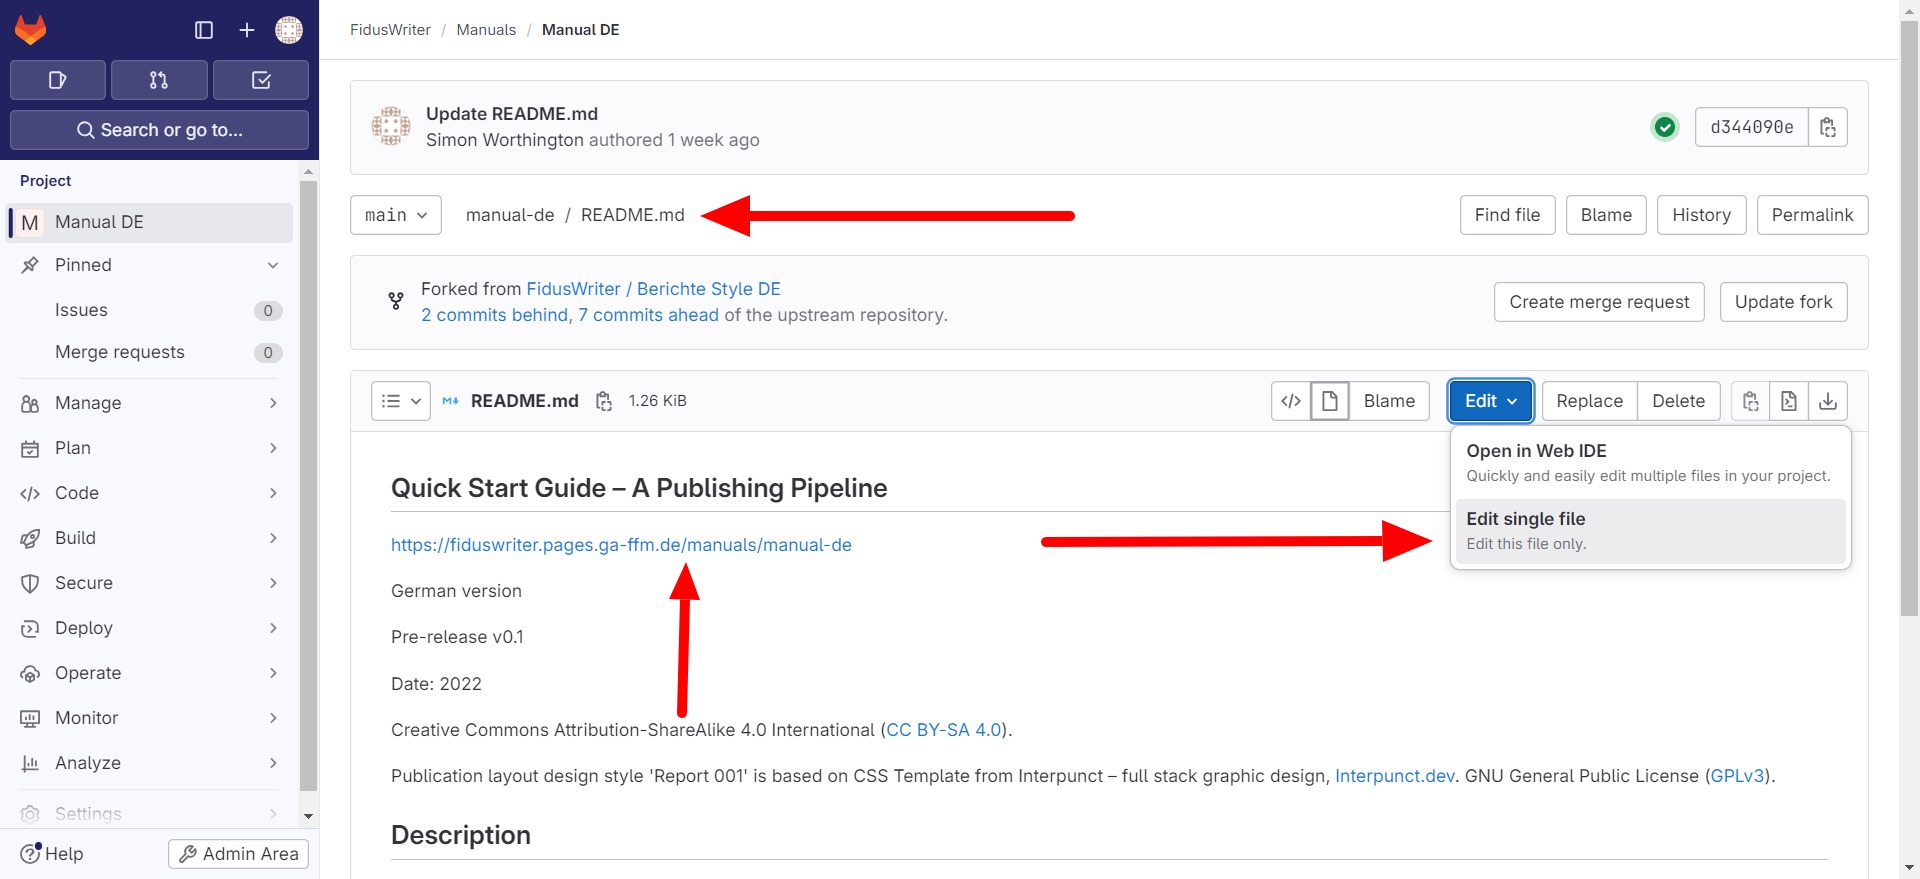 FidusWriter / Manuals / Manual DE
Search or go to...
Project
M Manual DE
Pinned
Issues 0
Merge requests 0
Manage
Plan
Code
Build
Secure
Deploy
Operate
Monitor
Analyze
Settings
Help
Admin Area
Update README.md
Simon Worthington authored 1 week ago
d344090e
main
manual-de / README.md
Find file
Blame
History
Permalink
Forked from FidusWriter / Berichte Style DE
2 commits behind, 7 commits ahead of the upstream repository.
Create merge request
Update fork
README.md 1.26 KiB
Blame
Edit
Replace
Delete
Open in Web IDE
Quickly and easily edit multiple files in your project.
Edit single file
Edit this file only.
Quick Start Guide – A Publishing Pipeline
https://fiduswriter.pages.ga-ffm.de/manuals/manual-de
German version
Pre-release v0.1
Date: 2022
Creative Commons Attribution-ShareAlike 4.0 International (CC BY-SA 4.0).
Publication layout design style 'Report 001' is based on CSS Template from Interpunct – full stack graphic design, Interpunct.dev. GNU General Public License (GPLv3).
Description